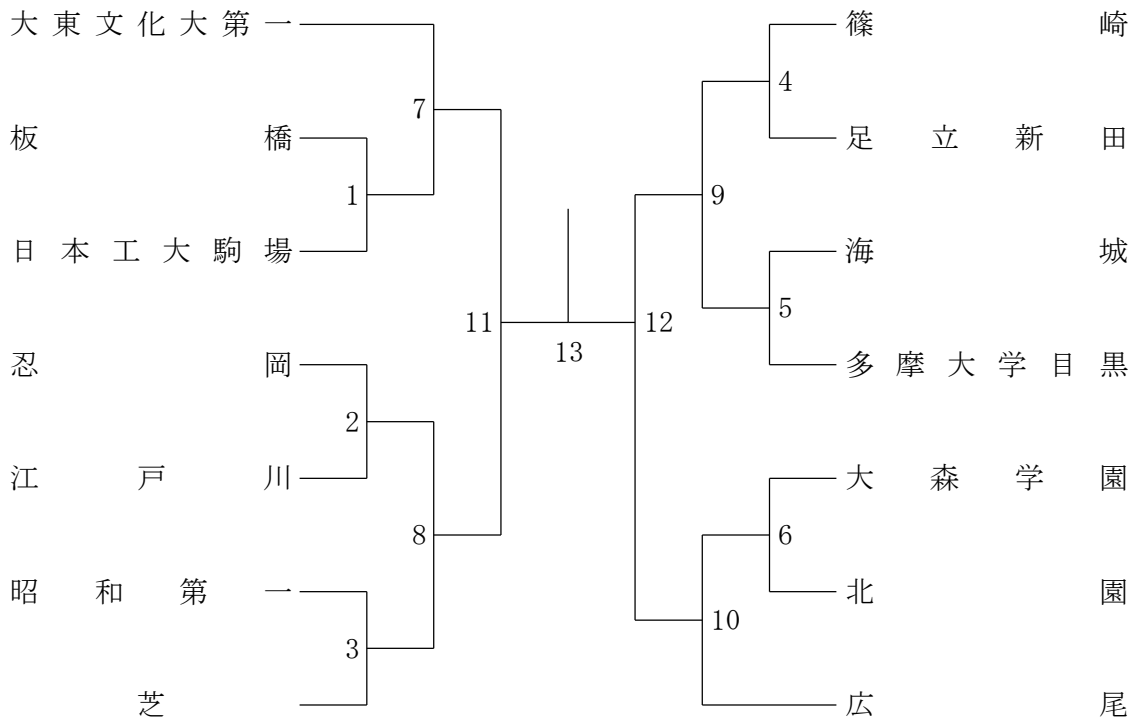 大東文化大第一
板橋
日本工大駒場
忍岡
江戸川
昭和第一
芝
7
1
2
8
3
11
13
12
4
9
5
6
10
篠崎
足立新田
海城
多摩大学目黒
大森学園
北園
広尾